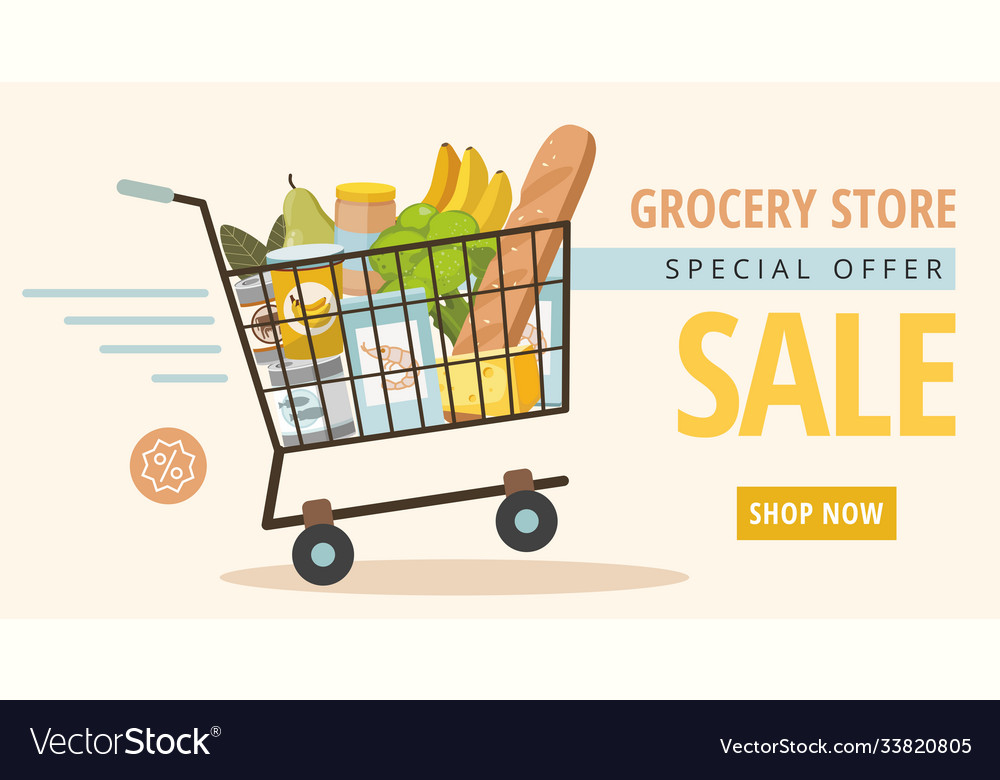 GROCERY STORE
SPECIAL OFFER
SALE
%
SHOP NOW
VectorStock®
VectorStock.com/33820805